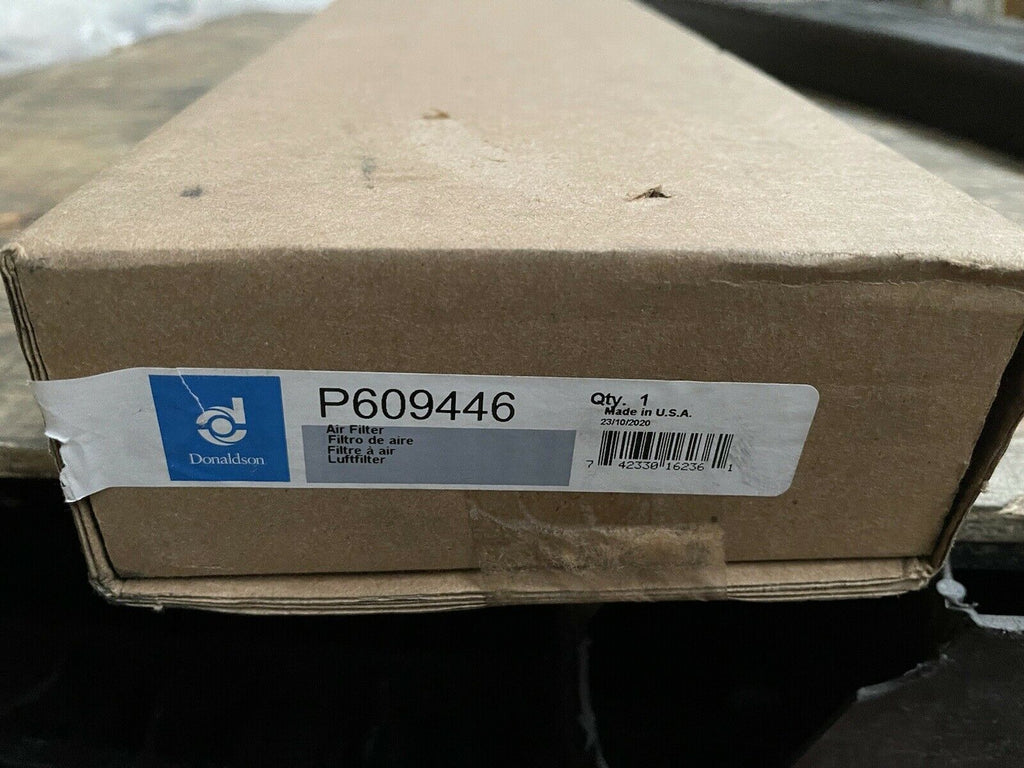 Donaldson
P609446
Air Filter
Filtro de aire
Filtre à air
Luftfilter
Qty. 1
Made in U.S.A.
23/10/2020
7 42330 16236 1